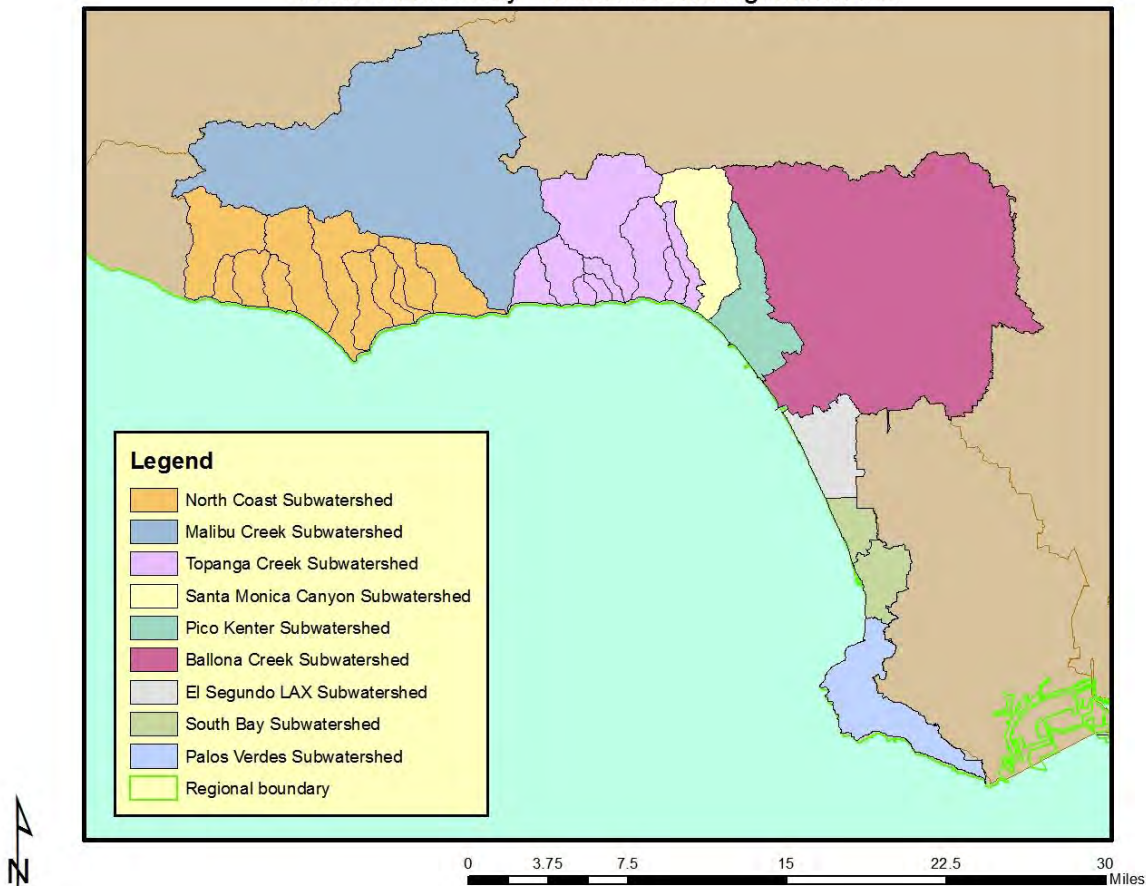 Legend
North Coast Subwatershed
Malibu Creek Subwatershed
Topanga Creek Subwatershed
Santa Monica Canyon Subwatershed
Pico Kenter Subwatershed
Ballona Creek Subwatershed
El Segundo LAX Subwatershed
South Bay Subwatershed
Palos Verdes Subwatershed
Regional boundary
N
0 3.75 7.5 15 22.5 30
Miles